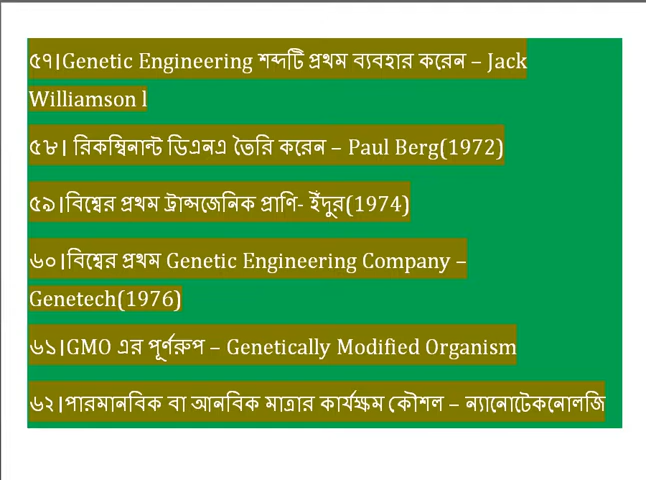 ৫৭।Genetic Engineering শব্দটি প্রথম ব্যবহার করেন – Jack
Williamson l
৫৮। রিকম্বিনান্ট ডিএনএ তৈরি করেন – Paul Berg(1972)
৫৯।বিশ্বের প্রথম ট্রান্সজেনিক প্রাণি- ইঁদুর(1974)
৬০।বিশ্বের প্রথম Genetic Engineering Company –
Genetech(1976)
৬১।GMO এর পূর্ণরুপ – Genetically Modified Organism
৬২।পারমানবিক বা আনবিক মাত্রার কার্যক্ষম কৌশল – ন্যানোটেকনোলজি